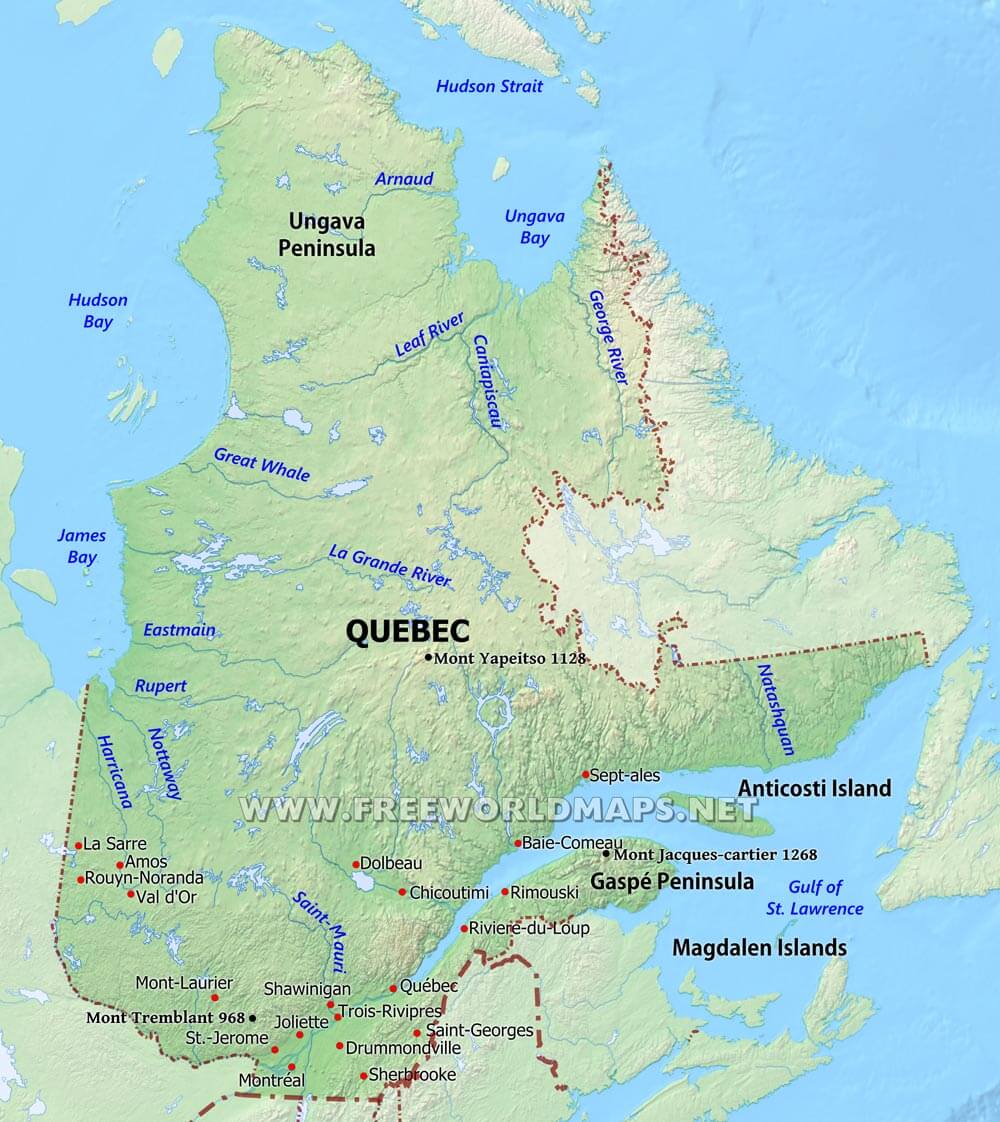 Hudson Strait
Arnaud
Ungava
Peninsula
Ungava
Bay
Hudson
Bay
George River
Leaf River
Caniapiscau
Great Whale
James
Bay
La Grande River
Eastmain
QUEBEC
Mont Yapeitso 1128
Rupert
Natashquan
Harricana
Nottaway
Sept-ales
Anticosti Island
WWW.FREEWORLDMAPS.NET
La Sarre
Baie-Comeau
Mont Jacques-cartier 1268
Amos
Dolbeau
Rouyn-Noranda
Gaspé Peninsula
Val d'Or
Chicoutimi
Rimouski
Gulf of
St. Lawrence
Saint-Mauri
Riviere-du-Loup
Magdalen Islands
Mont-Laurier
Shawinigan
Québec
Mont Tremblant 968
Trois-Rivipres
Joliette
Saint-Georges
St.-Jerome
Drummondville
Montréal
Sherbrooke